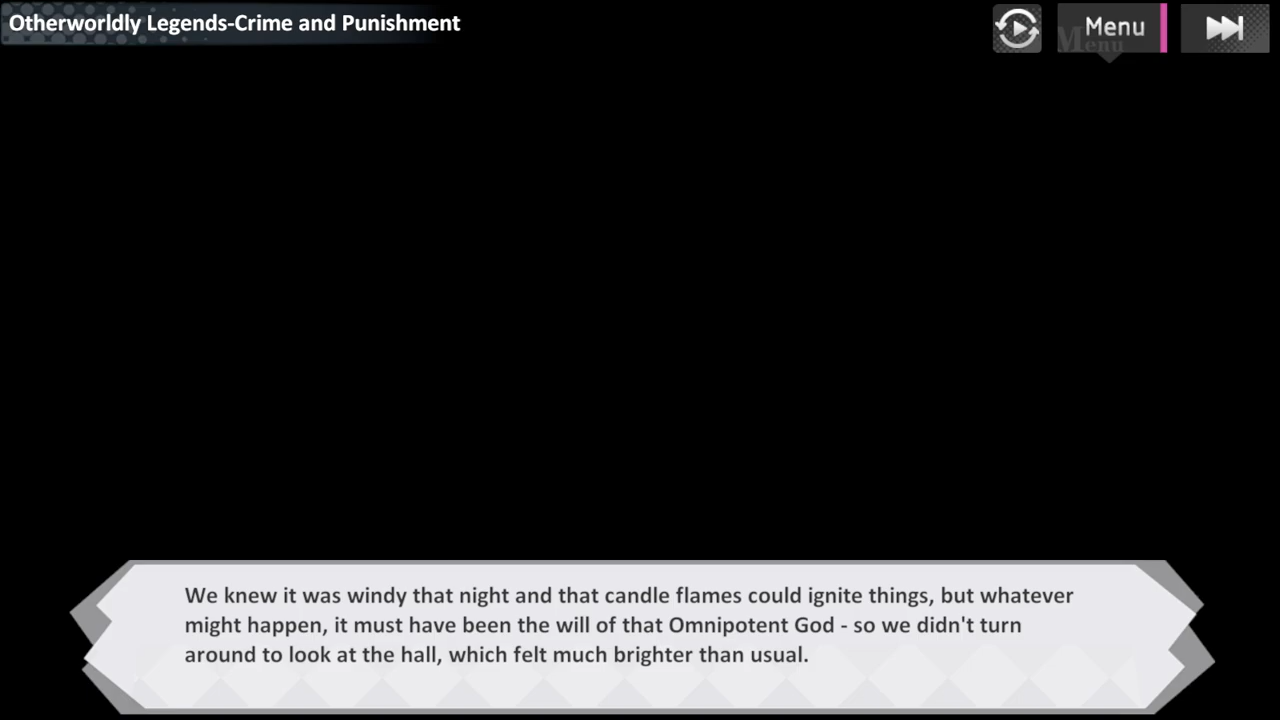 Otherworldly Legends-Crime and Punishment
Menu
Menu
We knew it was windy that night and that candle flames could ignite things, but whatever
might happen, it must have been the will of that Omnipotent God - so we didn't turn
around to look at the hall, which felt much brighter than usual.